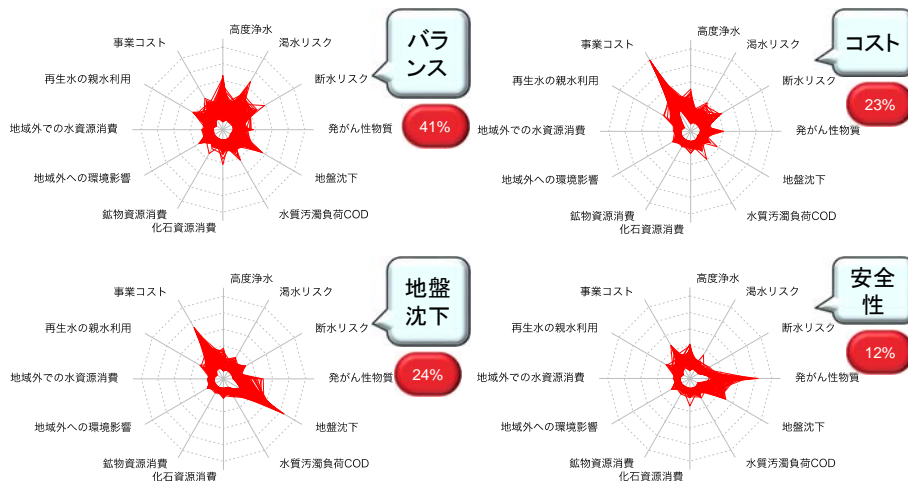 高度浄水
渇水リスク
断水リスク
発がん性物質
地盤沈下
水質汚濁負荷COD
化石資源消費
鉱物資源消費
地域外への環境影響
地域外での水資源消費
再生水の親水利用
事業コスト
バラ
ンス
41%
高度浄水
渇水リスク
断水リスク
発がん性物質
地盤沈下
水質汚濁負荷COD
化石資源消費
鉱物資源消費
地域外への環境影響
地域外での水資源消費
再生水の親水利用
事業コスト
コスト
23%
高度浄水
渇水リスク
断水リスク
発がん性物質
地盤沈下
水質汚濁負荷COD
化石資源消費
鉱物資源消費
地域外への環境影響
地域外での水資源消費
再生水の親水利用
事業コスト
地盤
沈下
24%
高度浄水
渇水リスク
断水リスク
発がん性物質
地盤沈下
水質汚濁負荷COD
化石資源消費
鉱物資源消費
地域外への環境影響
地域外での水資源消費
再生水の親水利用
事業コスト
安全
性
12%